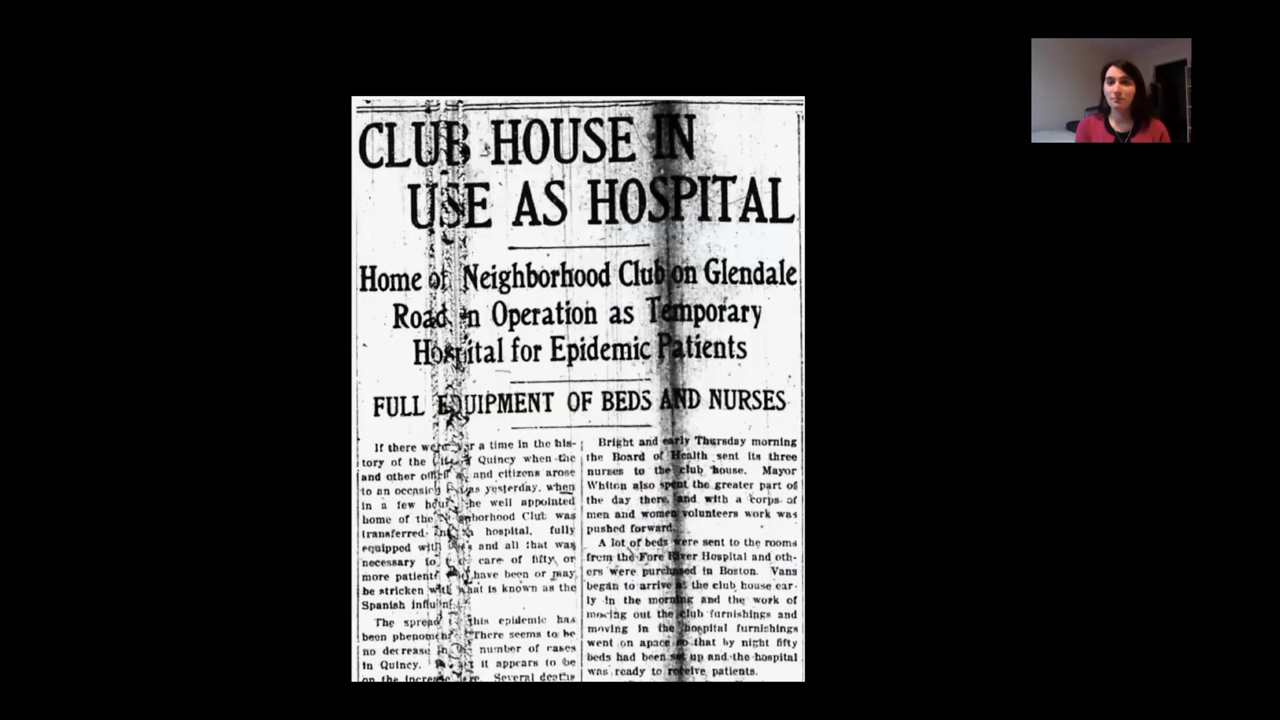 CLUB HOUSE IN
USE AS HOSPITAL
Home of Neighborhood Club on Glendale
Road in Operation as Temporary
Hospital for Epidemic Patients
FULL EQUIPMENT OF BEDS AND NURSES
If there were a time in the his-
tory of the Quincy when the
and other and citizens arose
to an occasion as yesterday, when
in a few the well appointed
home of the Neighborhood Club was
transferred a hospital, fully
equipped with and all that was
necessary to care of fifty or
more patients have been or may
be stricken with what is known as the
Spanish
The spread this epidemic has
been There seems to be
no decrease in number of cases
in Quincy. it appears to be
on the Several deaths
Bright and early Thursday morning
the Board of Health sent its three
nurses to the club house. Mayor
Whiton also spent the greater part of
the day there, and with a corps of
men and women volunteers work was
pushed forward.
A lot of beds were sent to the rooms
from the Fore River Hospital and oth-
ers were purchased in Boston. Vans
began to arrive at the club house ear-
ly in the morning and the work of
moving out the club furnishings and
moving in the hospital furnishings
went on apace so that by night fifty
beds had been set up and the hospital
was ready to receive patients.